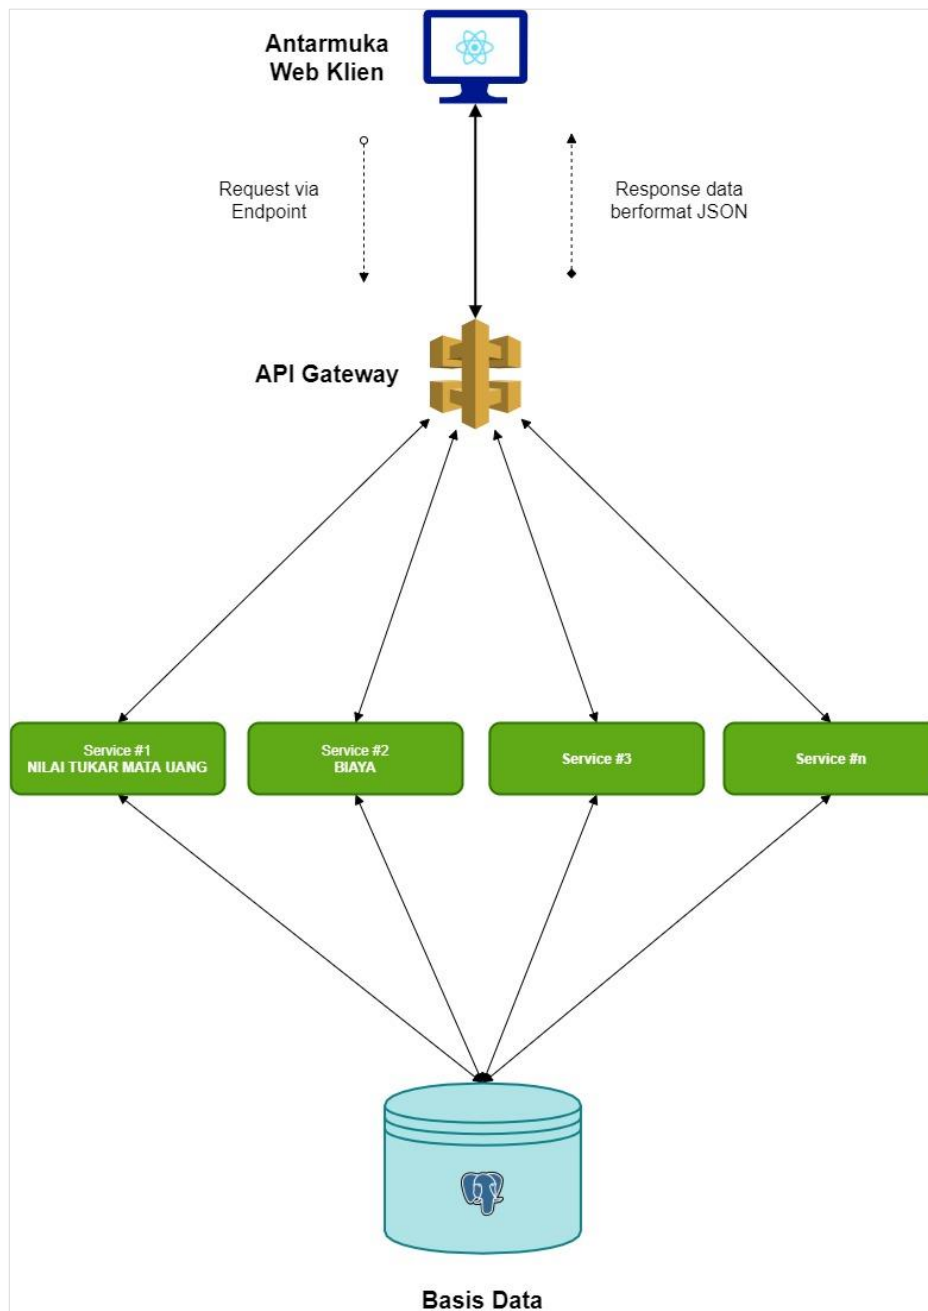 Antarmuka
Web Klien
Request via
Endpoint
Response data
berformat JSON
API Gateway
Service #1
NILAI TUKAR MATA UANG
Service #2
BIAYA
Service #3
Service #n
Basis Data